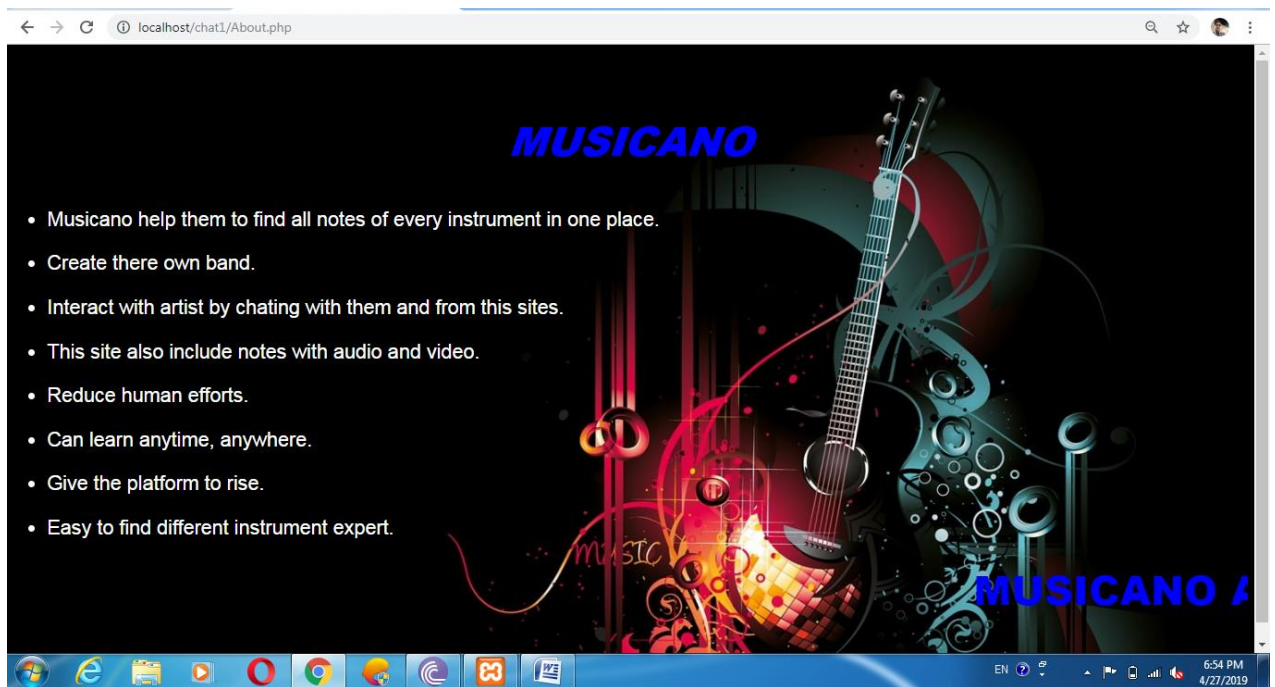 localhost/chat1/About.php
MUSICANO
• Musicano help them to find all notes of every instrument in one place.
• Create there own band.
• Interact with artist by chating with them and from this sites.
• This site also include notes with audio and video.
• Reduce human efforts.
• Can learn anytime, anywhere.
• Give the platform to rise.
• Easy to find different instrument expert.
MUSIC
MUSICANO A
EN
6:54 PM
4/27/2019